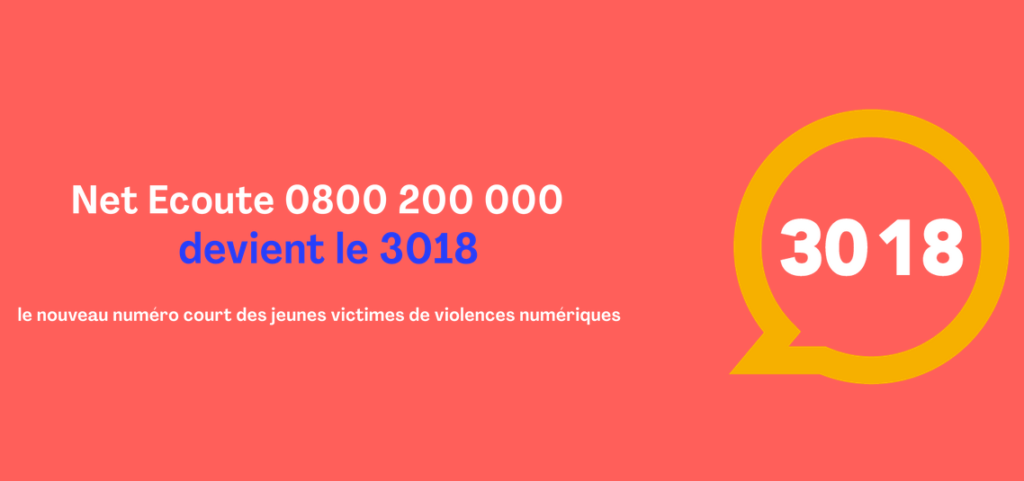 Net Ecoute 0800 200 000
devient le 3018
le nouveau numéro court des jeunes victimes de violences numériques
3018